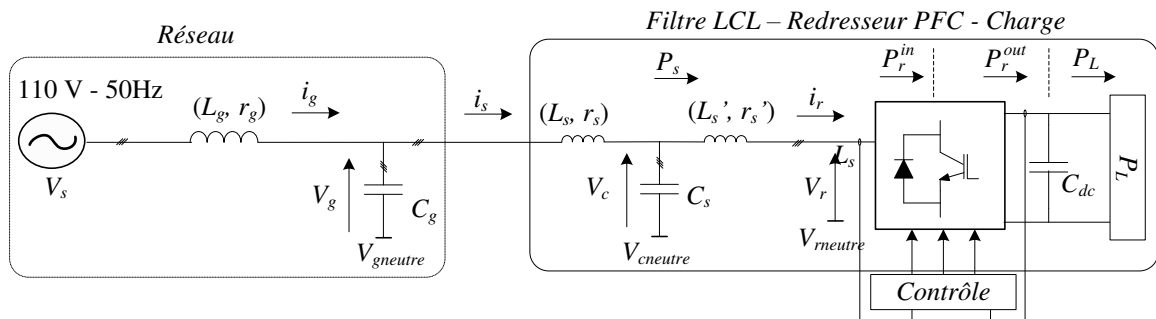 Filtre LCL – Redresseur PFC - Charge
Réseau
110 V - 50Hz
V_s
(L_g, r_g)
i_g
V_g
C_g
V_gneutre
i_s
(L_s, r_s)
P_s
(L_s', r_s')
V_c
C_s
V_cneutre
i_r
L_s
V_r
V_rneutre
P_r^in
P_r^out
P_L
C_dc
P_L
Contrôle